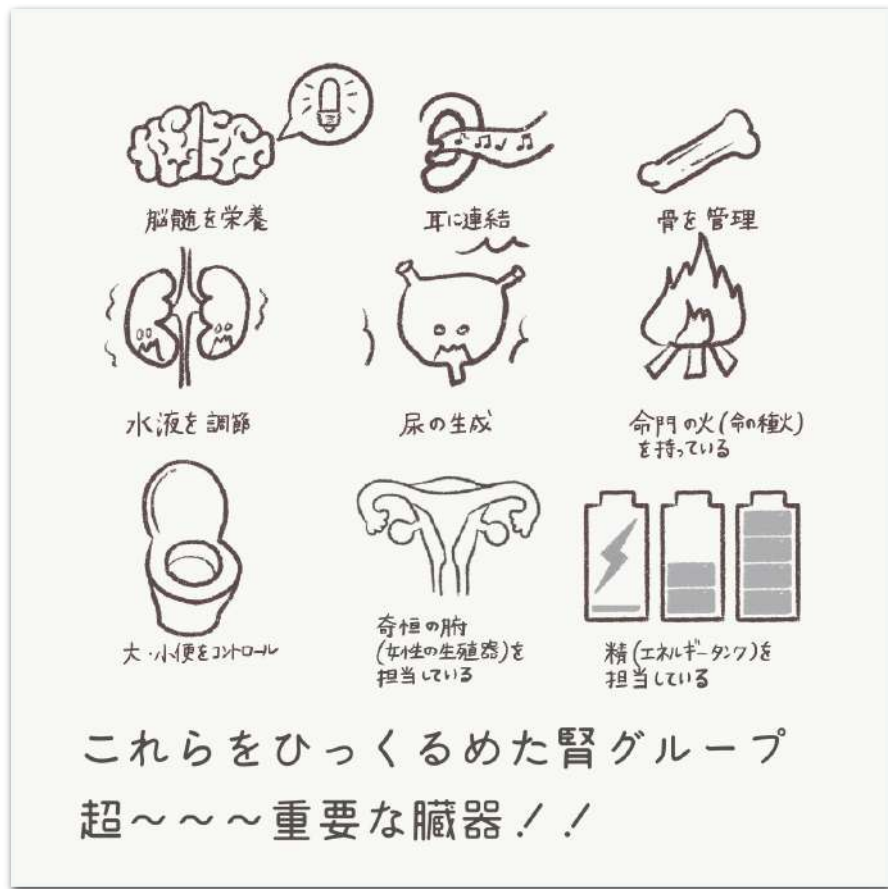 脳髄を栄養
耳に連結
骨を管理
水液を調節
尿の生成
命門の火(命の種火)
を持っている
大・小便をコントロール
奇恒の腑
(女性の生殖器)を
担当している
精(エネルギータンク)を
担当している
これらをひっくるめた腎グループ
超〜〜〜重要な臓器!!